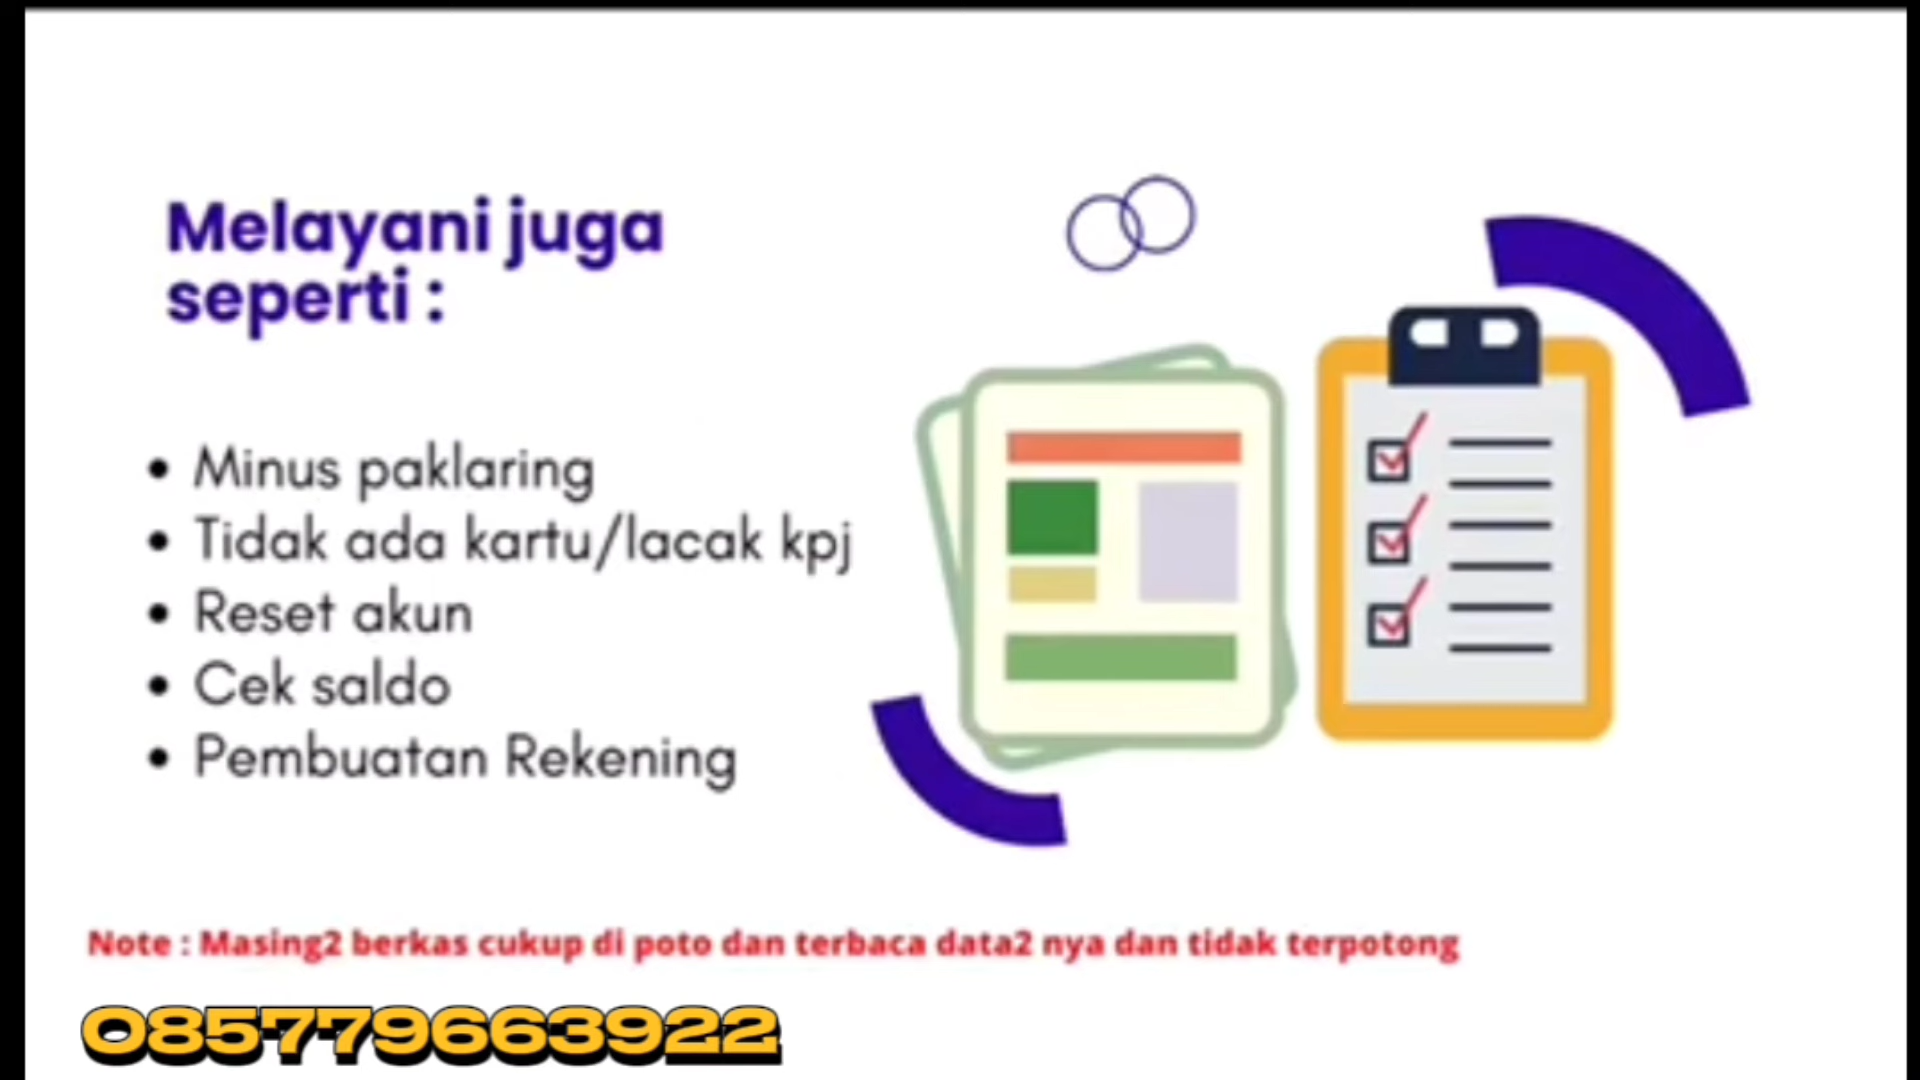 Melayani juga
seperti :
• Minus paklaring
• Tidak ada kartu/lacak kpj
• Reset akun
• Cek saldo
• Pembuatan Rekening
Note : Masing2 berkas cukup di poto dan terbaca data2 nya dan tidak terpotong
085779663922